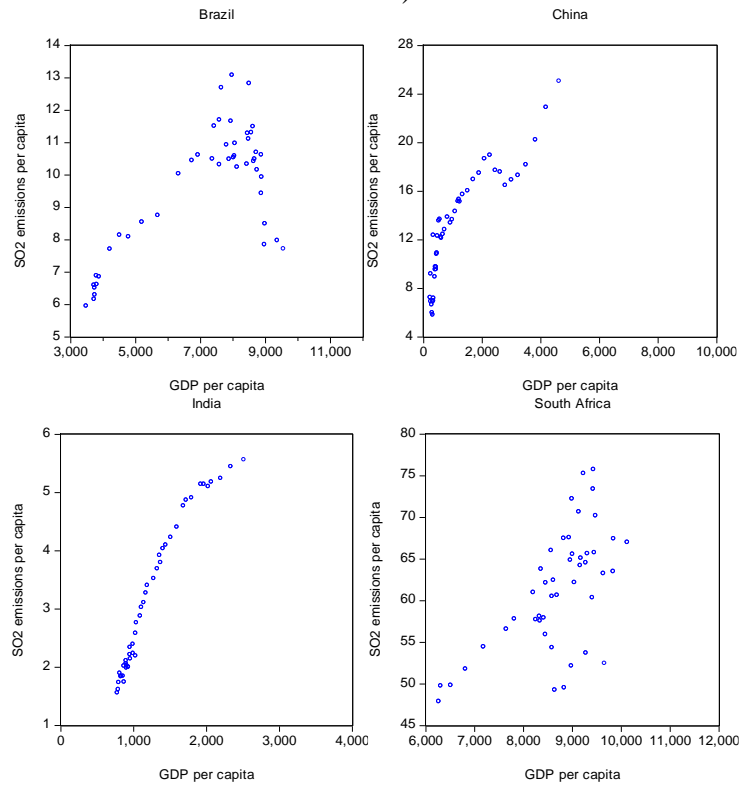 )
Brazil
SO2 emissions per capita
14
13
12
11
10
9
8
7
6
5
3,000 5,000 7,000 9,000 11,000
GDP per capita
China
SO2 emissions per capita
28
24
20
16
12
8
4
0 2,000 4,000 6,000 8,000 10,000
GDP per capita
India
SO2 emissions per capita
6
5
4
3
2
1
0 1,000 2,000 3,000 4,000
GDP per capita
South Africa
SO2 emissions per capita
80
75
70
65
60
55
50
45
6,000 7,000 8,000 9,000 10,000 11,000 12,000
GDP per capita